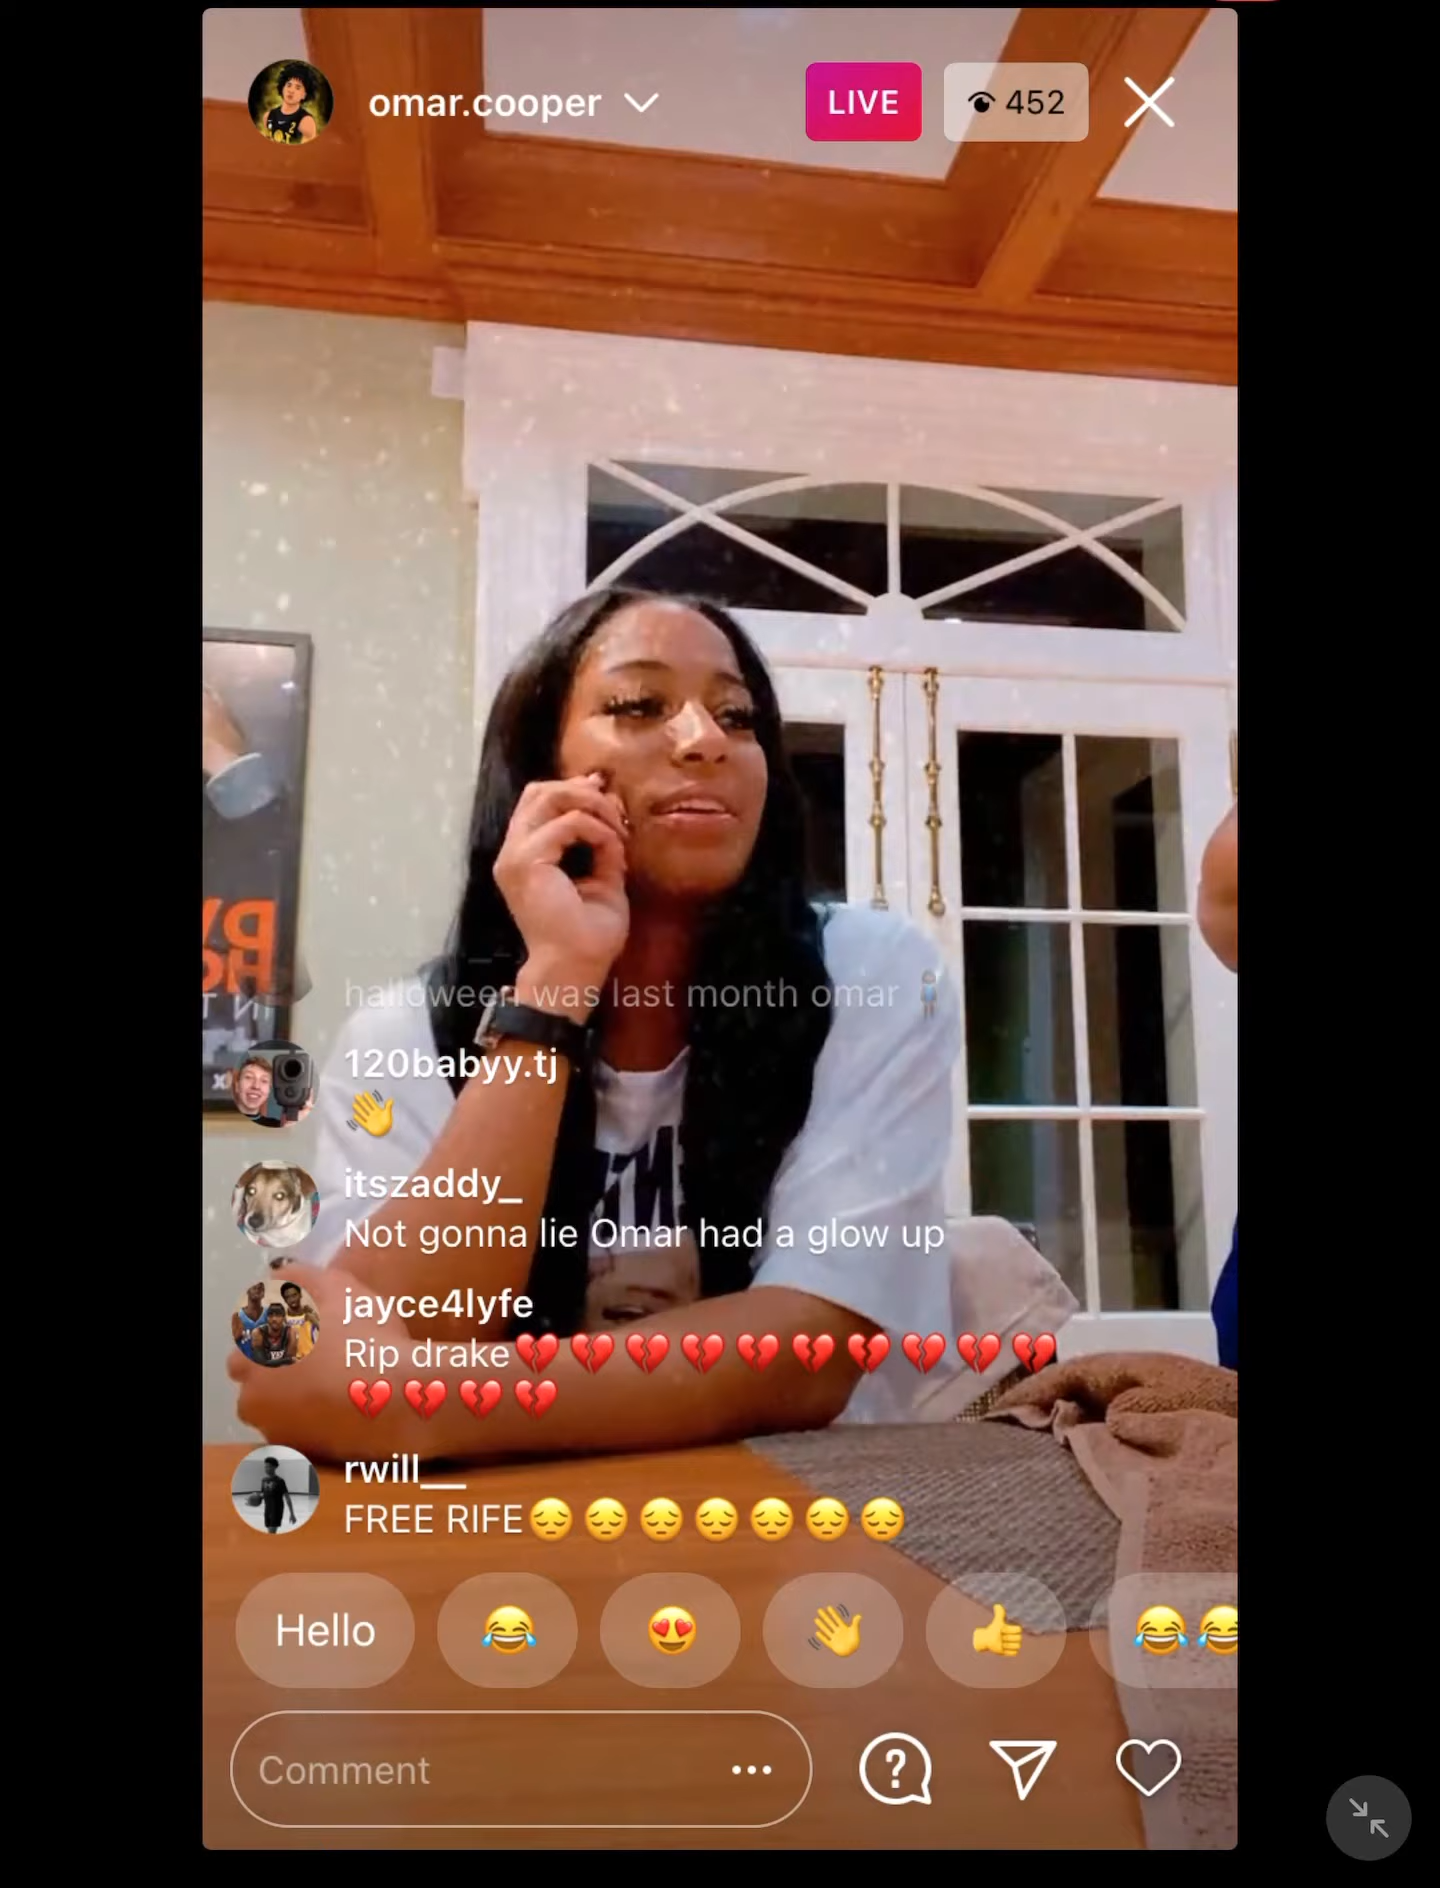 omar.cooper
LIVE
452
halloween was last month omar 🧍🏽
120babyy.tj
👋
itszaddy_
Not gonna lie Omar had a glow up
jayce4lyfe
Rip drake💔💔💔💔💔💔💔💔💔💔
💔💔💔💔
rwill__
FREE RIFE😔😔😔😔😔😔😔
Hello 😂 😍 👋 👍 😂😂
Comment